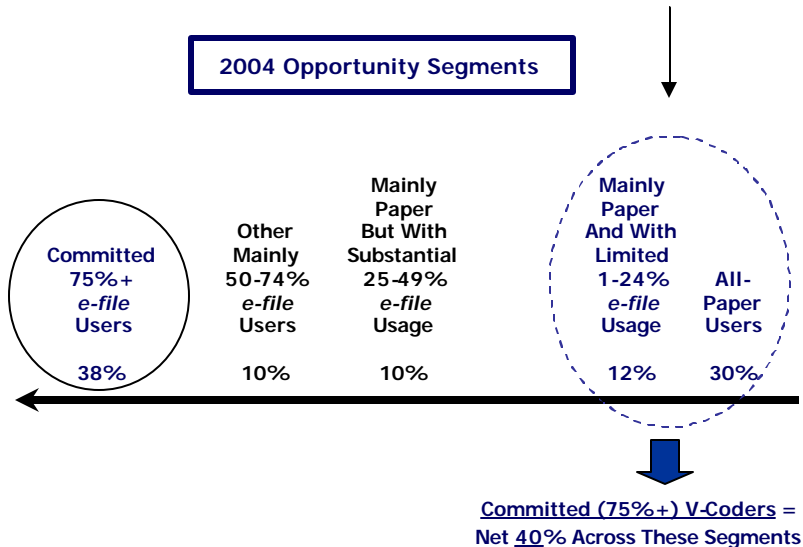 2004 Opportunity Segments
Committed
75%+
e-file
Users
38%
Other
Mainly
50-74%
e-file
Users
10%
Mainly
Paper
But With
Substantial
25-49%
e-file
Usage
10%
Mainly
Paper
And With
Limited
1-24%
e-file
Usage
12%
All-
Paper
Users
30%
Committed (75%+) V-Coders =
Net 40% Across These Segments